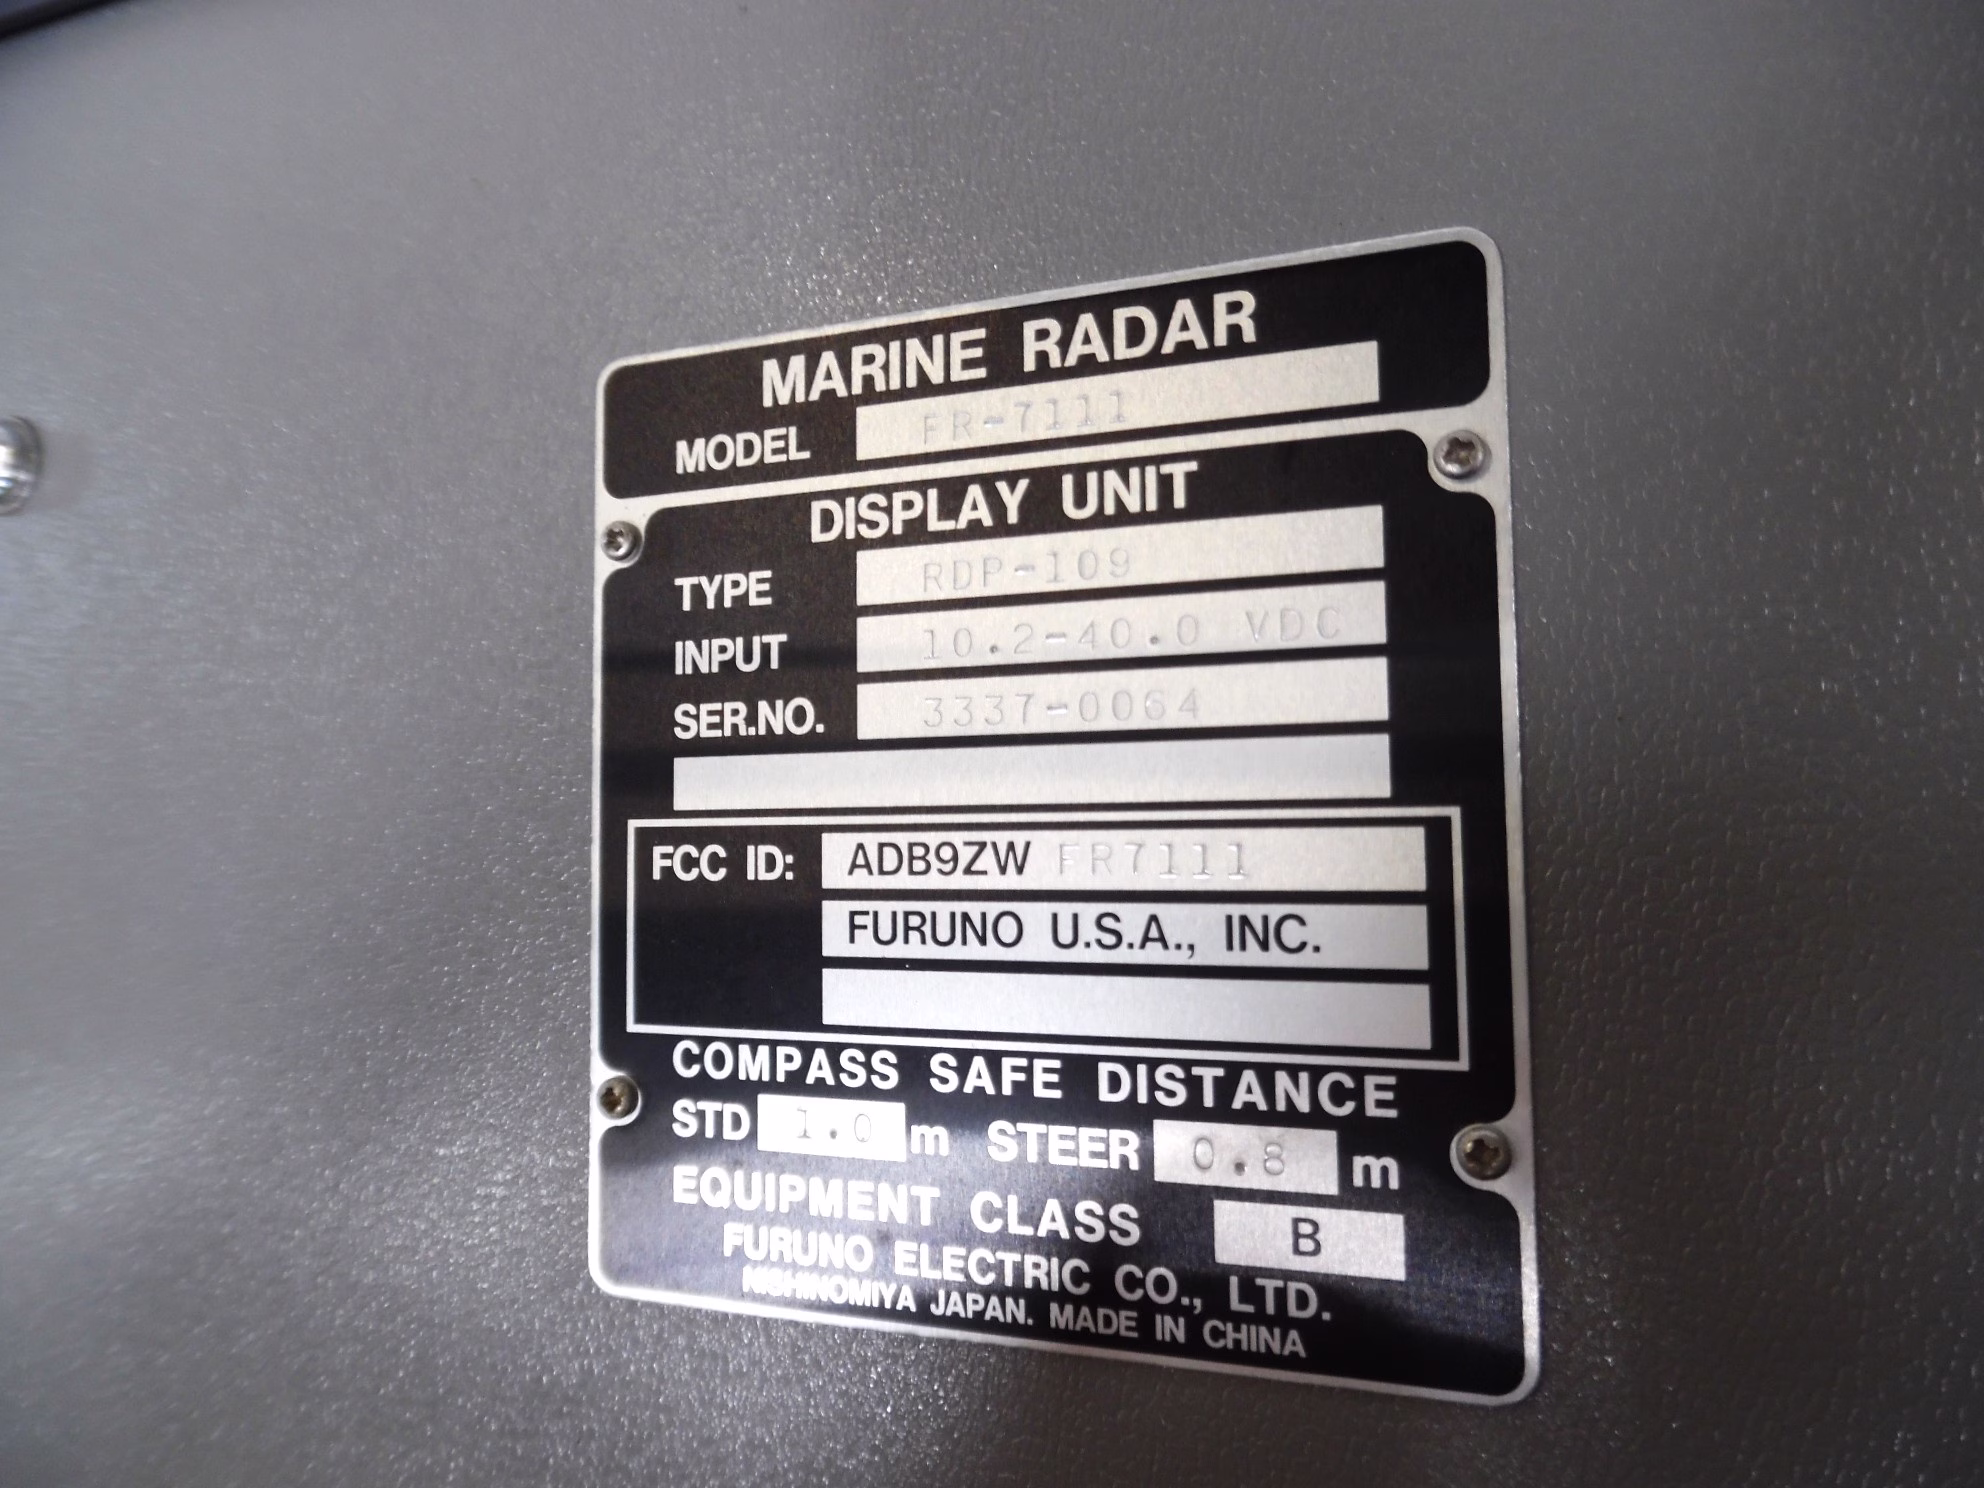 MARINE RADAR
MODEL FR-7111
DISPLAY UNIT
TYPE RDP-109
INPUT 10.2-40.0 VDC
SER.NO. 3337-0064
FCC ID: ADB9ZW FR7111
FURUNO U.S.A., INC.
COMPASS SAFE DISTANCE
STD 1.0 m STEER 0.8 m
EQUIPMENT CLASS B
FURUNO ELECTRIC CO., LTD.
NISHINOMIYA JAPAN. MADE IN CHINA